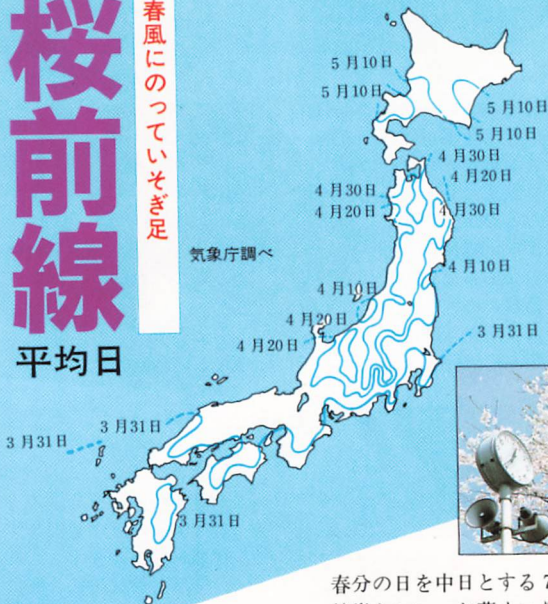 桜前線
平均日
春風にのっていそぎ足
気象庁調べ
5月10日
5月10日
5月10日
5月10日
4月30日
4月20日
4月30日
4月20日
4月30日
4月10日
4月10日
4月20日
4月20日
3月31日
3月31日
3月31日
3月31日
春分の日を中日とする7